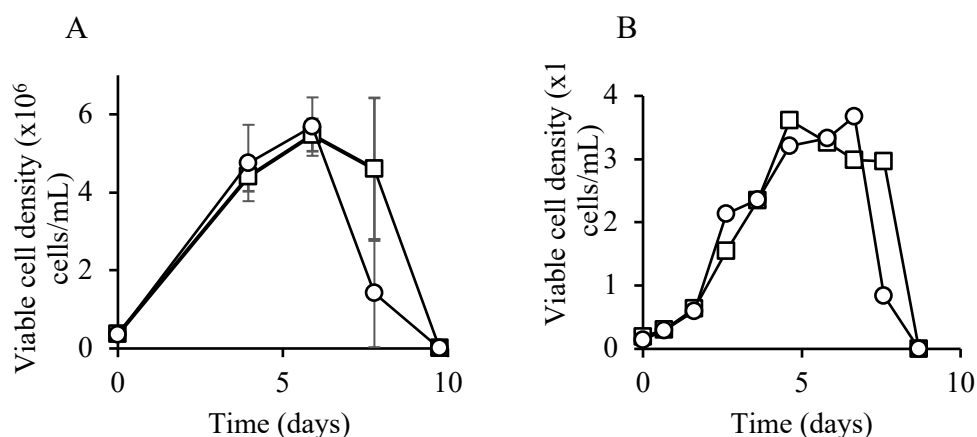 A
Viable cell density (x10⁶
cells/mL)
6
4
2
0
0
5
10
Time (days)
B
Viable cell density (x1
cells/mL)
4
3
2
1
0
0
5
10
Time (days)